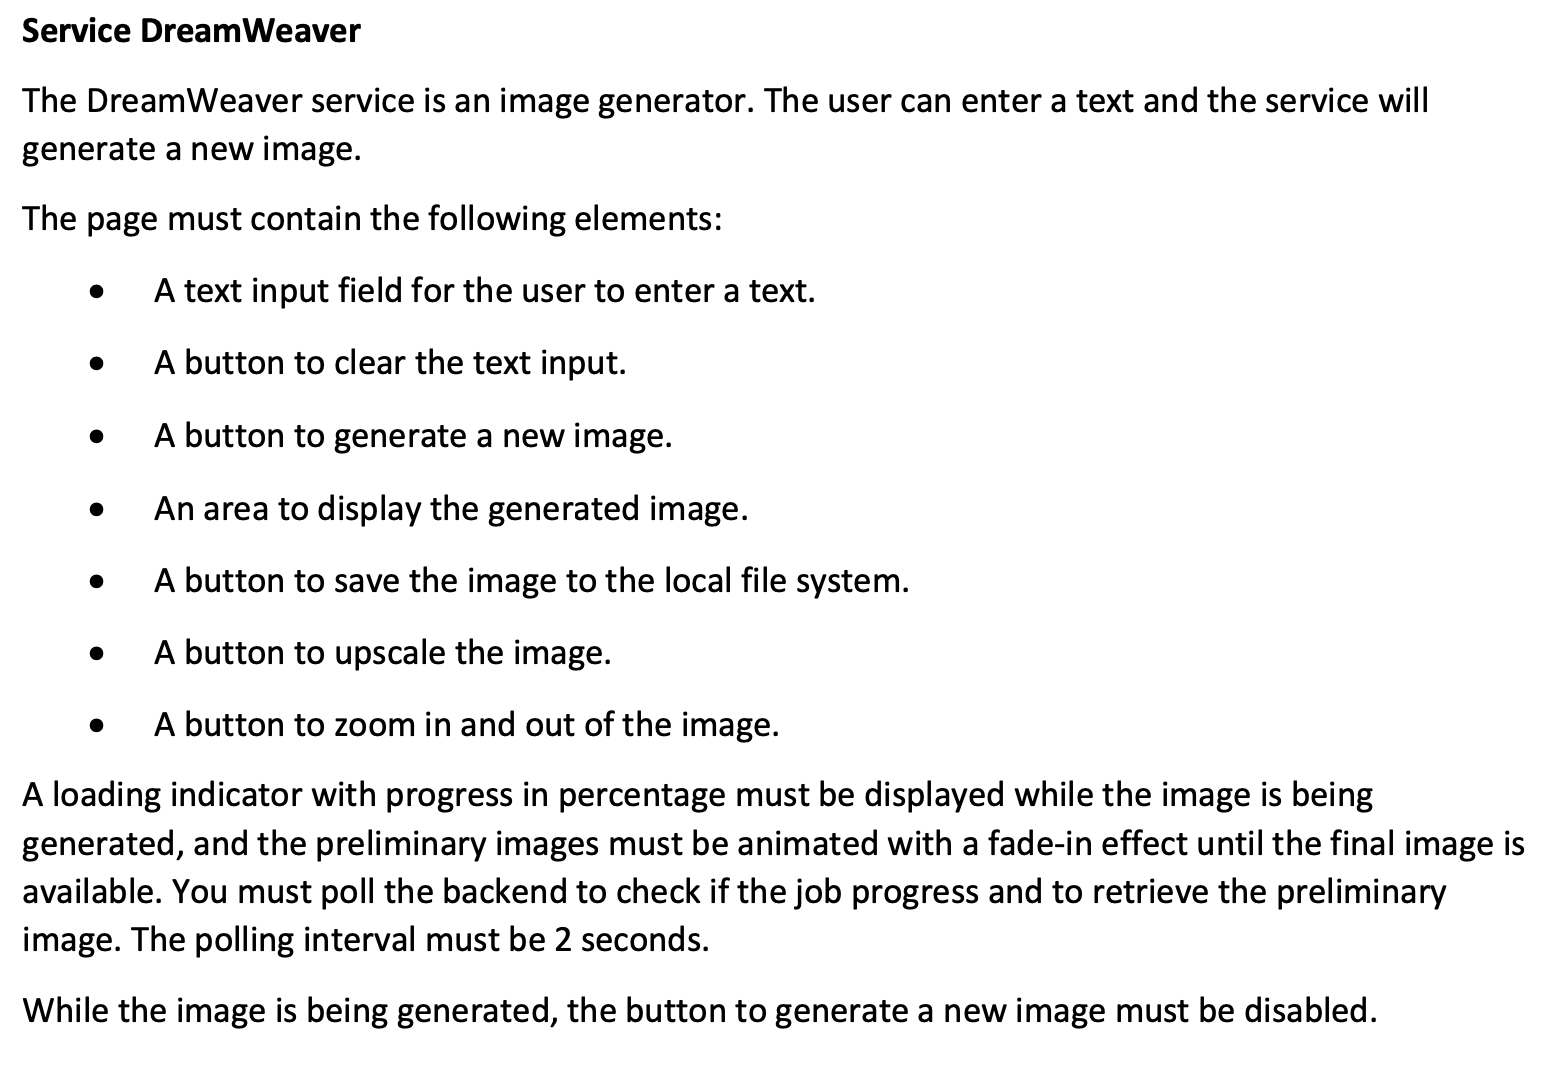 Service DreamWeaver
The DreamWeaver service is an image generator. The user can enter a text and the service will
generate a new image.
The page must contain the following elements:
• A text input field for the user to enter a text.
• A button to clear the text input.
• A button to generate a new image.
• An area to display the generated image.
• A button to save the image to the local file system.
• A button to upscale the image.
• A button to zoom in and out of the image.
A loading indicator with progress in percentage must be displayed while the image is being
generated, and the preliminary images must be animated with a fade-in effect until the final image is
available. You must poll the backend to check if the job progress and to retrieve the preliminary
image. The polling interval must be 2 seconds.
While the image is being generated, the button to generate a new image must be disabled.